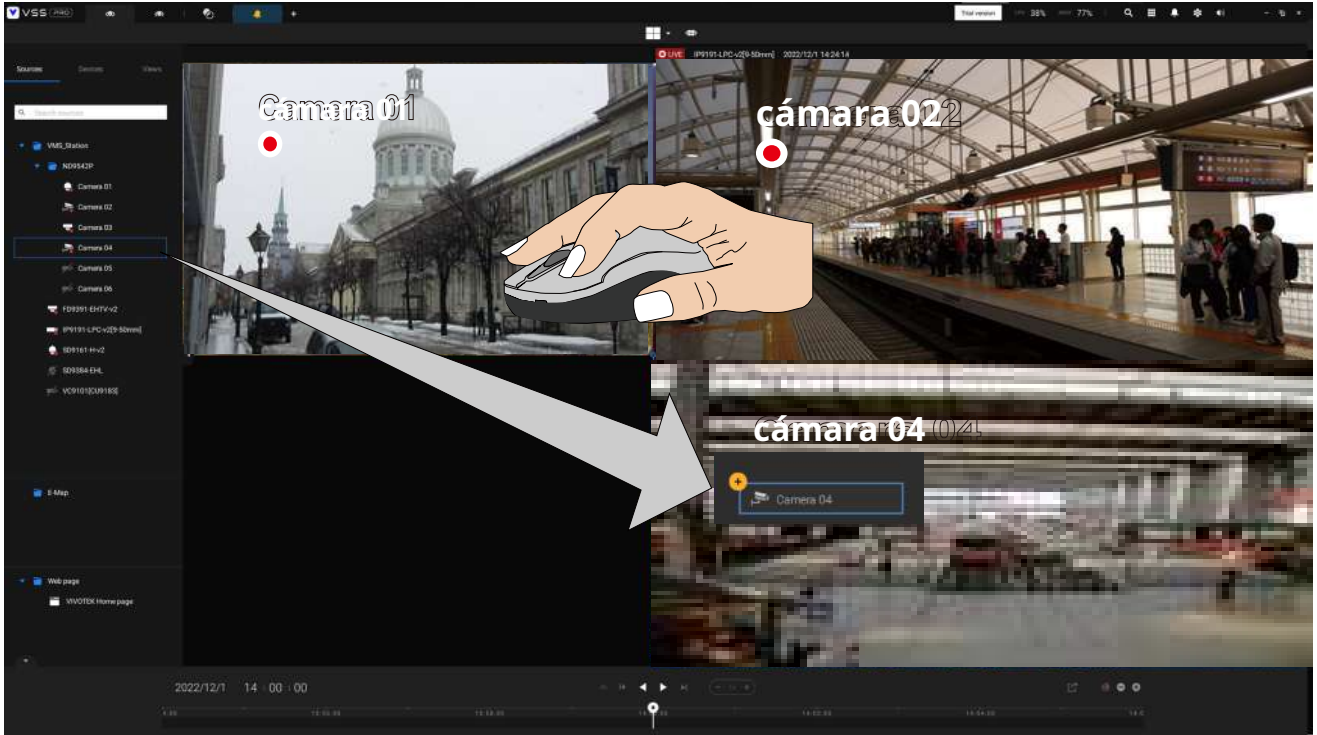 VSS PRO
Trial version
38%
77%
LIVE IP9191-LPC-v2[9-50mm] 2022/12/1 14:24:14
Sources Devices Views
Search sources
VMS_Station
ND9542P
Camera 01
Camera 02
Camera 03
Camera 04
Camera 05
Camera 06
FD9391-EHTV-v2
IP9191-LPC-v2[9-50mm]
SD9161-H-v2
SD9384-EHL
VC9101[CU9183]
E-Map
Web page
VIVOTEK Home page
Camera 01
cámara 01
cámara 02
cámara 04
Camera 04
2022/12/1 14 : 00 : 00